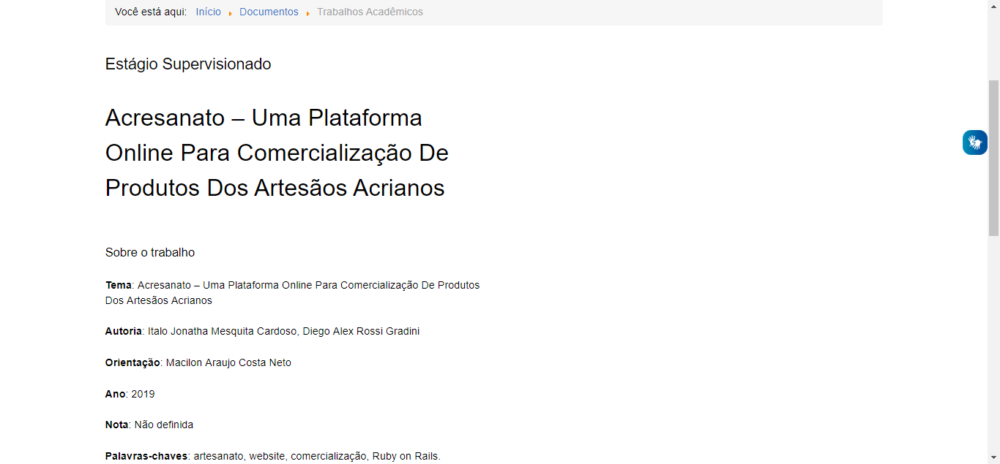 Você está aqui: Início Documentos Trabalhos Acadêmicos
Estágio Supervisionado
Acresanato – Uma Plataforma
Online Para Comercialização De
Produtos Dos Artesãos Acrianos
Sobre o trabalho
Tema: Acresanato – Uma Plataforma Online Para Comercialização De Produtos
Dos Artesãos Acrianos
Autoria: Italo Jonatha Mesquita Cardoso, Diego Alex Rossi Gradini
Orientação: Macilon Araujo Costa Neto
Ano: 2019
Nota: Não definida
Palavras-chaves: artesanato, website, comercialização, Ruby on Rails.